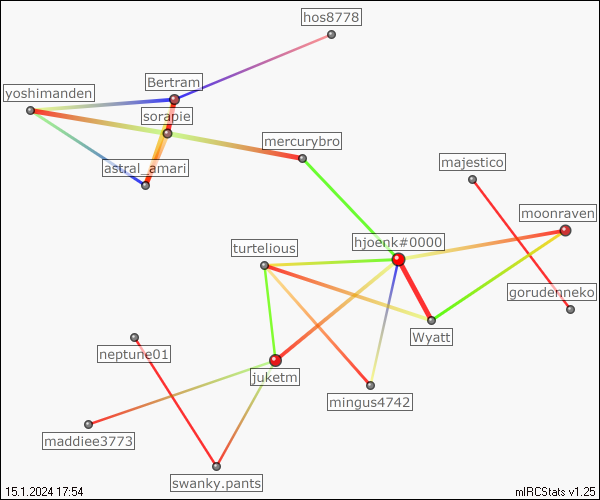 hos8778
Bertram
yoshimanden
sorapie
mercurybro
astral_amari
majestico
moonraven
hjoenk#0000
turtelious
gorudenneko
Wyatt
neptune01
juketm
mingus4742
maddiee3773
swanky.pants
15.1.2024 17:54
mIRCStats v1.25